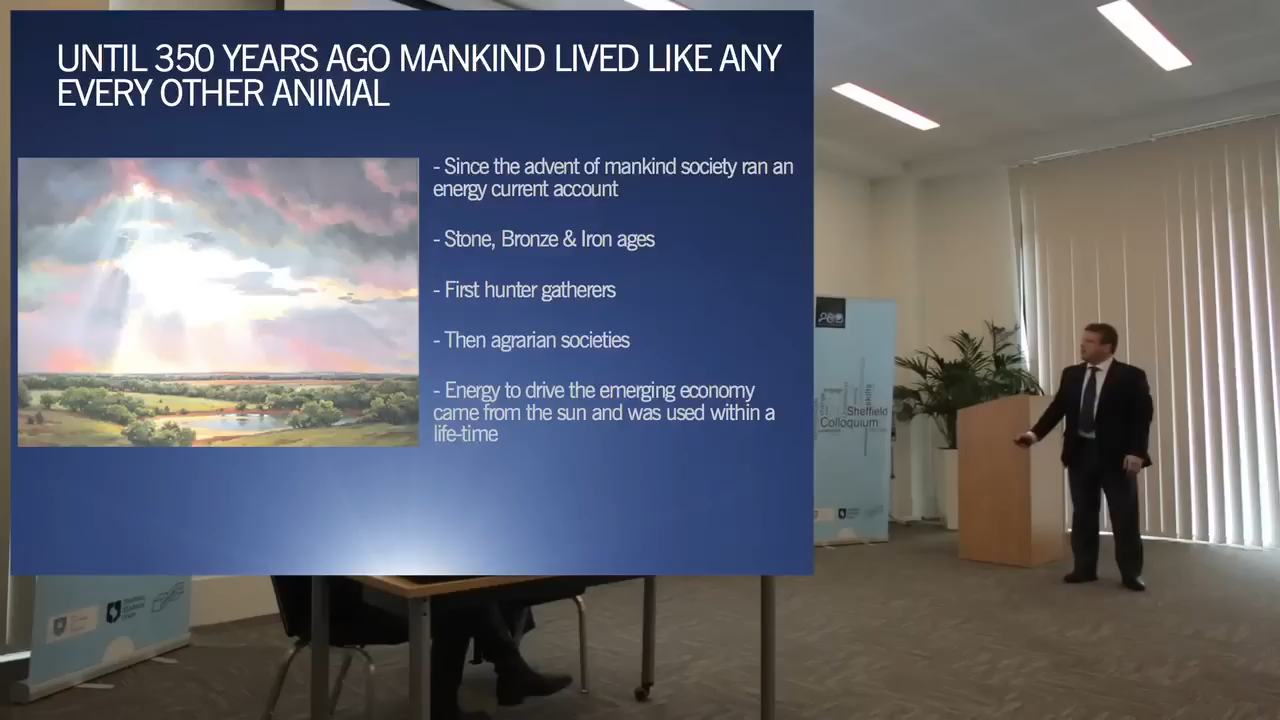 UNTIL 350 YEARS AGO MANKIND LIVED LIKE ANY
EVERY OTHER ANIMAL
- Since the advent of mankind society ran an
energy current account
- Stone, Bronze & Iron ages
- First hunter gatherers
- Then agrarian societies
- Energy to drive the emerging economy
came from the sun and was used within a
life-time
skills
Sheffield
Colloquium